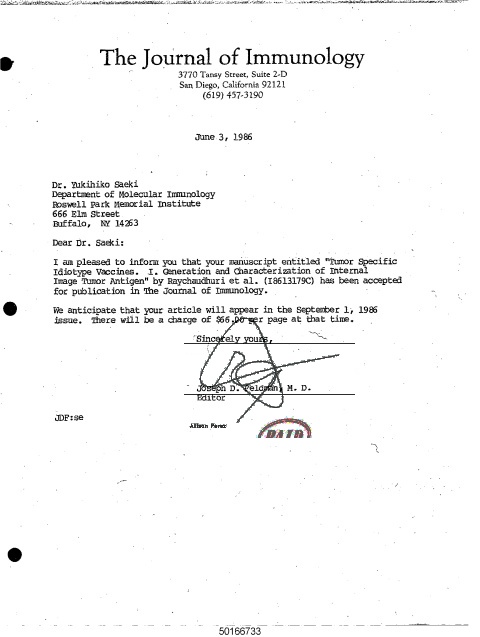 The Journal of Immunology
3770 Tansy Street, Suite 2-D
San Diego, California 92121
(619) 457-3190
June 3, 1986
Dr. Yukihiko Saeki
Department of Molecular Immunology
Roswell Park Memorial Institute
666 Elm Street
Buffalo, NY 14263
Dear Dr. Saeki:
I am pleased to inform you that your manuscript entitled "Tumor Specific
Idiotype Vaccines. I. Generation and Characterization of Internal
Image Tumor Antigen" by Raychaudhuri et al. (I8613179C) has been accepted
for publication in The Journal of Immunology.
We anticipate that your article will appear in the September 1, 1986
issue. There will be a charge of $66.00 per page at that time.
Sincerely yours,
Joseph D. Feldman, M. D.
Editor
JDF:se
PAID
50166733